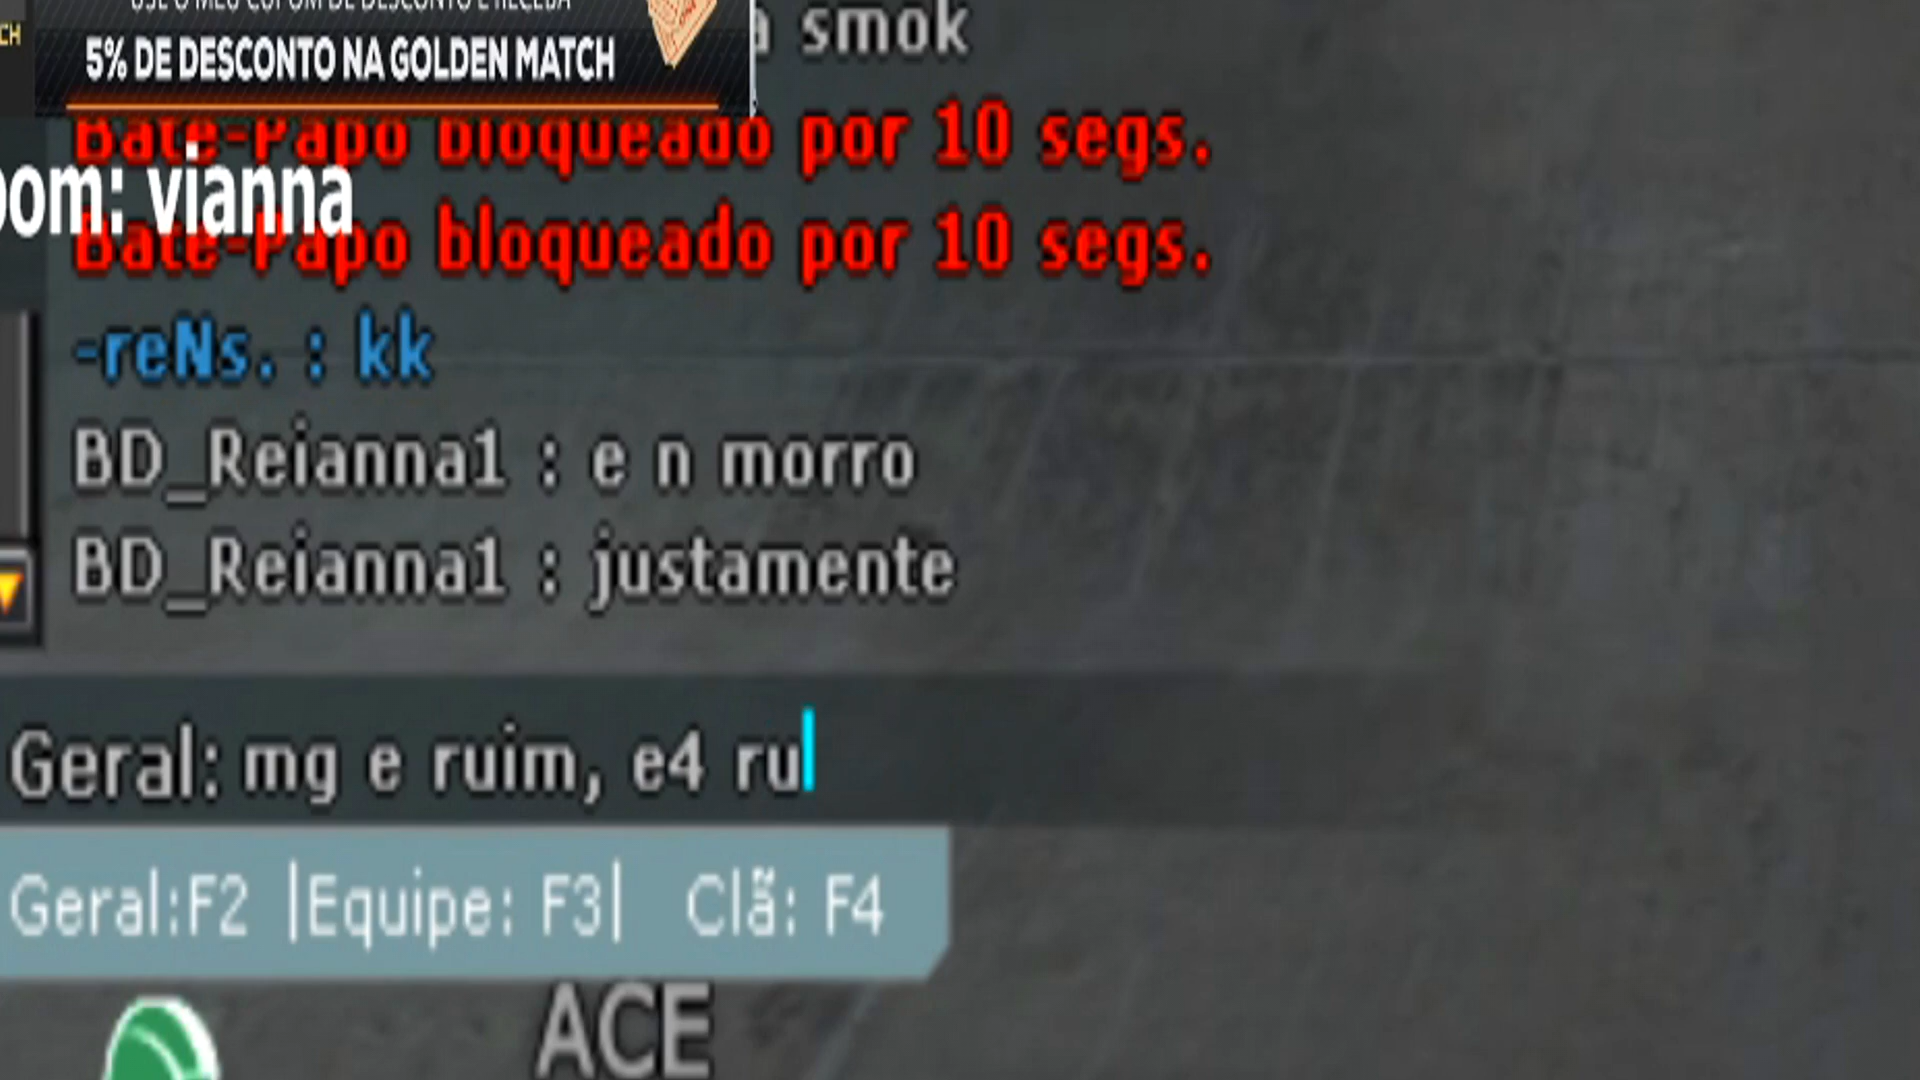 5% DE DESCONTO NA GOLDEN MATCH
smok
Bate-Papo bloqueado por 10 segs.
vianna
Bate-Papo bloqueado por 10 segs.
-reNs. : kk
BD_Reianna1 : e n morro
BD_Reianna1 : justamente
Geral: mg e ruim, e4 ru
Geral:F2 |Equipe: F3| Clã: F4
ACE